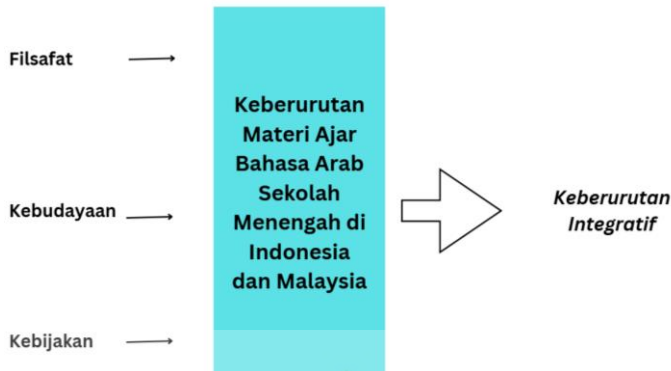 Filsafat
Kebudayaan
Kebijakan
Keberurutan
Materi Ajar
Bahasa Arab
Sekolah
Menengah di
Indonesia
dan Malaysia
Keberurutan
Integratif